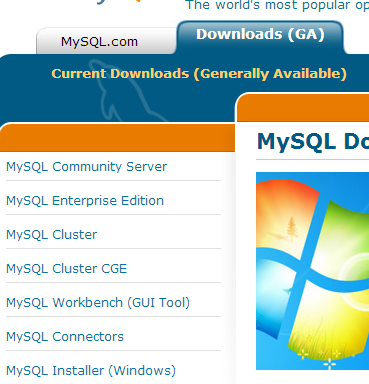 The world's most popular op
MySQL.com
Downloads (GA)
Current Downloads (Generally Available)
MySQL Do
MySQL Community Server
MySQL Enterprise Edition
MySQL Cluster
MySQL Cluster CGE
MySQL Workbench (GUI Tool)
MySQL Connectors
MySQL Installer (Windows)